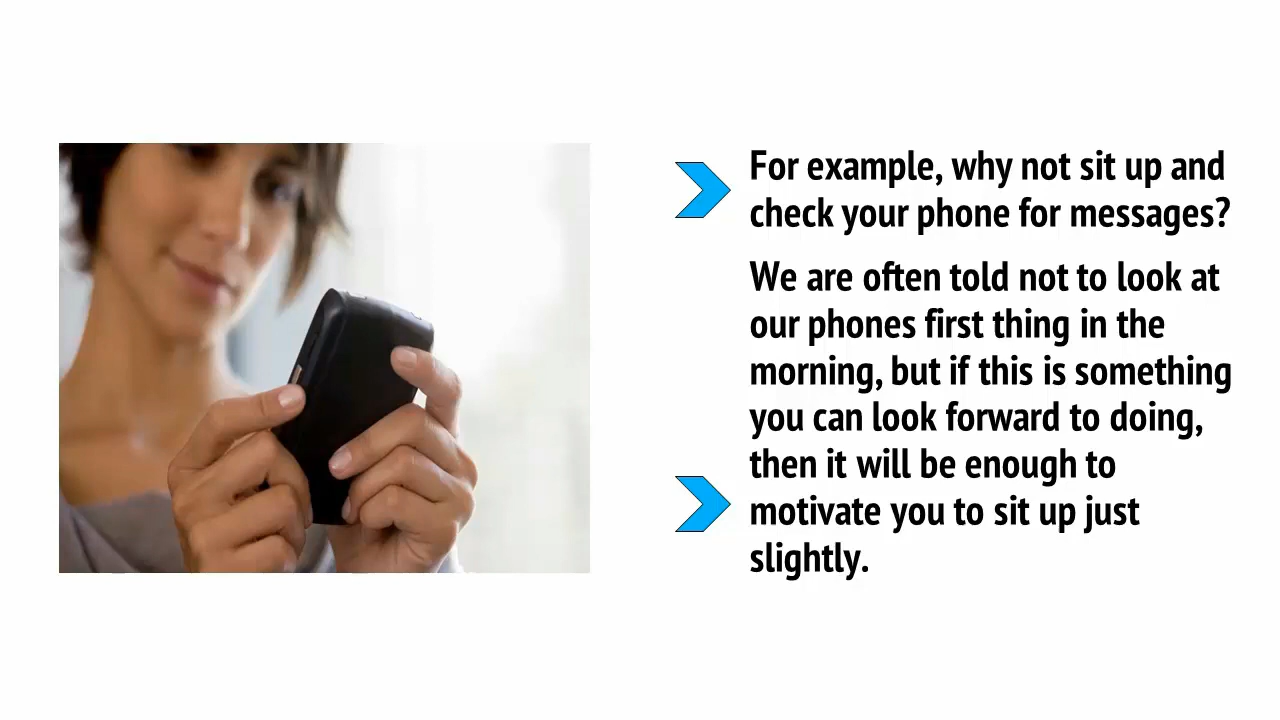 For example, why not sit up and
check your phone for messages?
We are often told not to look at
our phones first thing in the
morning, but if this is something
you can look forward to doing,
then it will be enough to
motivate you to sit up just
slightly.